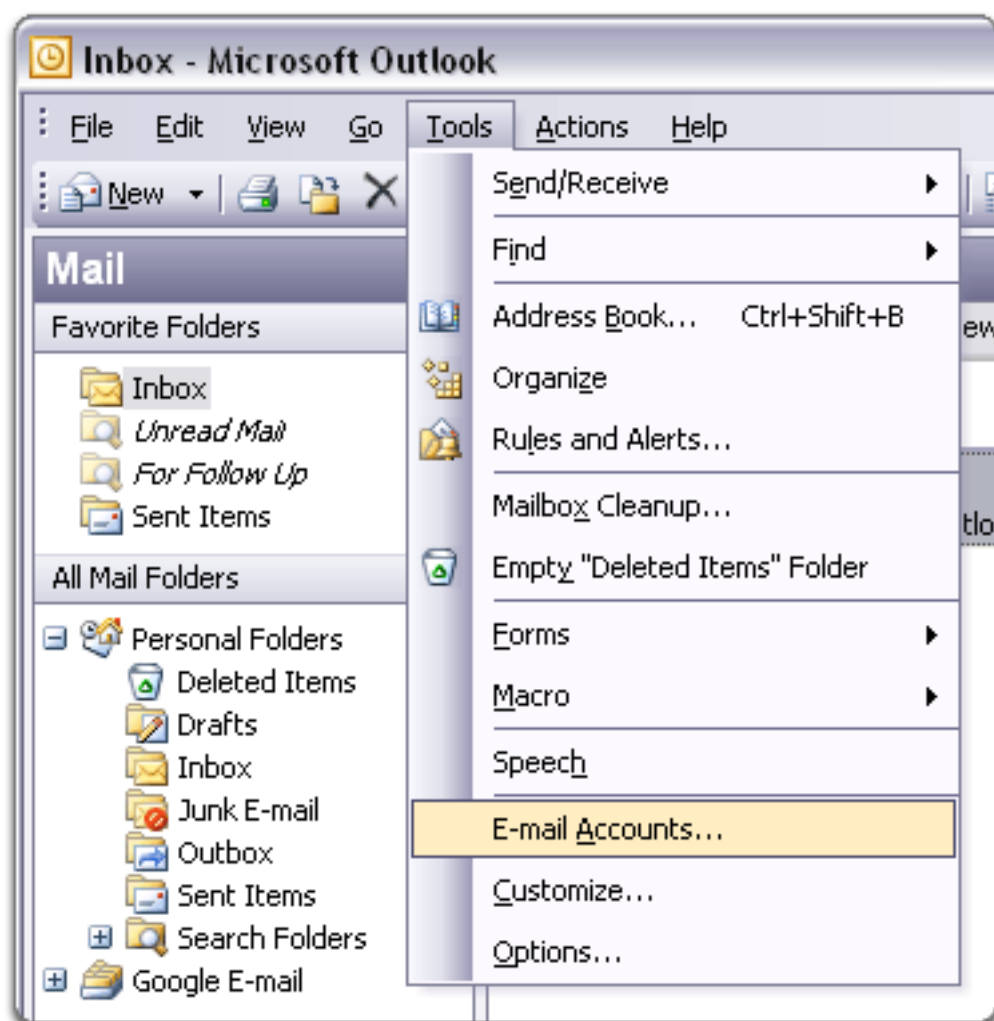 Inbox - Microsoft Outlook
File Edit View Go Tools Actions Help
New
Mail
Favorite Folders
Inbox
Unread Mail
For Follow Up
Sent Items
All Mail Folders
Personal Folders
Deleted Items
Drafts
Inbox
Junk E-mail
Outbox
Sent Items
Search Folders
Google E-mail
Send/Receive
Find
Address Book... Ctrl+Shift+B
Organize
Rules and Alerts...
Mailbox Cleanup...
Empty "Deleted Items" Folder
Forms
Macro
Speech
E-mail Accounts...
Customize...
Options...